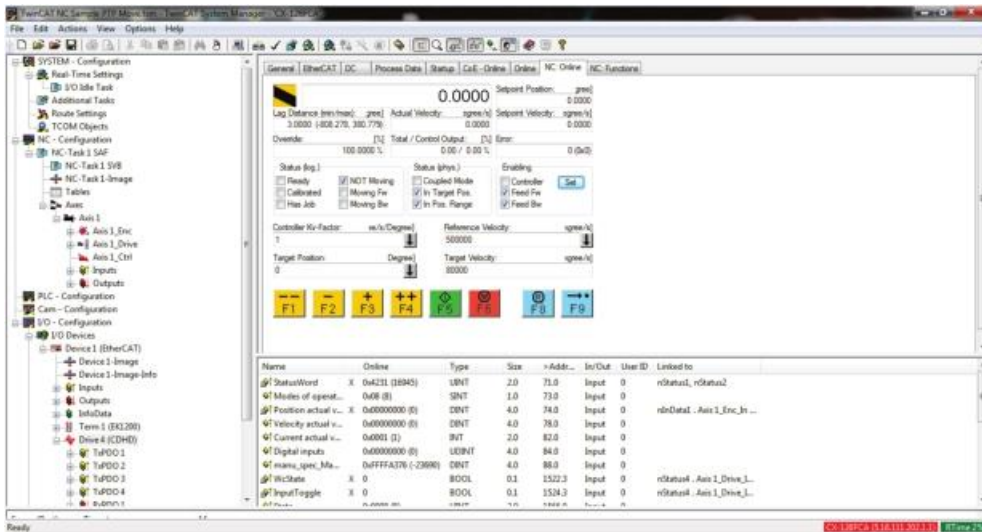 TwinCAT NC Sample PTP Move.tsm - TwinCAT System Manager - 'CX-128FCA'
File Edit Actions View Options Help
SYSTEM - Configuration
Real-Time Settings
I/O Idle Task
Additional Tasks
Route Settings
TCOM Objects
NC - Configuration
NC-Task 1 SAF
NC-Task 1 SVB
NC-Task 1-Image
Tables
Axes
Axis 1
Axis 1_Enc
Axis 1_Drive
Axis 1_Ctrl
Inputs
Outputs
PLC - Configuration
Cam - Configuration
I/O - Configuration
I/O Devices
Device 1 (EtherCAT)
Device 1-Image
Device 1-Image-Info
Inputs
Outputs
InfoData
Term 1 (EK1200)
Drive 4 (CDHD)
TxPDO 1
TxPDO 2
TxPDO 3
TxPDO 4
General EtherCAT DC Process Data Startup CoE - Online Online NC: Online NC: Functions
0.0000
Setpoint Position:
0.0000
Lag Distance (min/max): Actual Velocity: Setpoint Velocity:
3.0000 (-808.270, 380.779) 0.0000 0.0000
Override: [%] Total / Control Output: [%] Error:
100.0000 % 0.00 / 0.00 % 0 (0x0)
Status (log.) Status (phys.) Enabling
Ready NOT Moving Coupled Mode Controller Set
Calibrated Moving Fw In Target Pos. Feed Fw
Has Job Moving Bw In Pos. Range Feed Bw
Controller Kv-Factor: Reference Velocity:
1 500000
Target Position: Degree] Target Velocity:
0 80000
-- F1 - F2 + F3 ++ F4 F5 F6 F8 F9
Name Online Type Size >Addr... In/Out User ID Linked to
StatusWord X 0x4231 (16945) UINT 2.0 71.0 Input 0 nStatus1, nStatus2
Modes of operat... 0x08 (8) SINT 1.0 73.0 Input 0
Position actual v... X 0x00000000 (0) DINT 4.0 74.0 Input 0 nInData1 . Axis 1_Enc_In ...
Velocity actual v... 0x00000000 (0) DINT 4.0 78.0 Input 0
Current actual v... 0x0001 (1) INT 2.0 82.0 Input 0
Digital inputs 0x00000000 (0) UDINT 4.0 84.0 Input 0
manu_spec_Ma... 0xFFFFA376 (-23690) DINT 4.0 88.0 Input 0
WcState X 0 BOOL 0.1 1522.3 Input 0 nStatus4 . Axis 1_Drive_I...
InputToggle X 0 BOOL 0.1 1524.3 Input 0 nStatus4 . Axis 1_Drive_I...
Ready